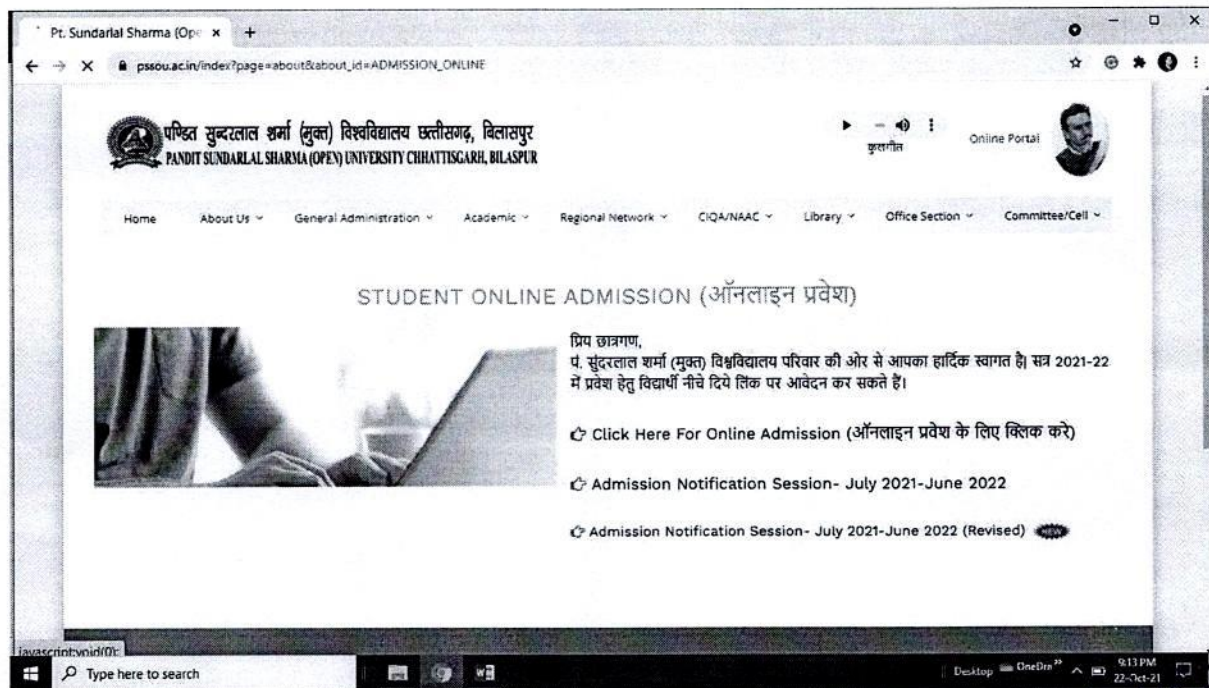 Pt. Sundarlal Sharma (Ope
pssou.ac.in/index?page=about&about_id=ADMISSION_ONLINE
पण्डित सुन्दरलाल शर्मा (मुक्त) विश्वविद्यालय छत्तीसगढ़, बिलासपुर
PANDIT SUNDARLAL SHARMA (OPEN) UNIVERSITY CHHATTISGARH, BILASPUR
कुलगीत
Online Portal
Home About Us General Administration Academic Regional Network CIQA/NAAC Library Office Section Committee/Cell
STUDENT ONLINE ADMISSION (ऑनलाइन प्रवेश)
प्रिय छात्रगण,
पं. सुंदरलाल शर्मा (मुक्त) विश्वविद्यालय परिवार की ओर से आपका हार्दिक स्वागत है| सत्र 2021-22
में प्रवेश हेतु विद्यार्थी नीचे दिये लिंक पर आवेदन कर सकते हैं।
Click Here For Online Admission (ऑनलाइन प्रवेश के लिए क्लिक करे)
Admission Notification Session- July 2021-June 2022
Admission Notification Session- July 2021-June 2022 (Revised) NEW
javascript:void(0);
Type here to search
Desktop OneDri
9:13 PM
22-Oct-21